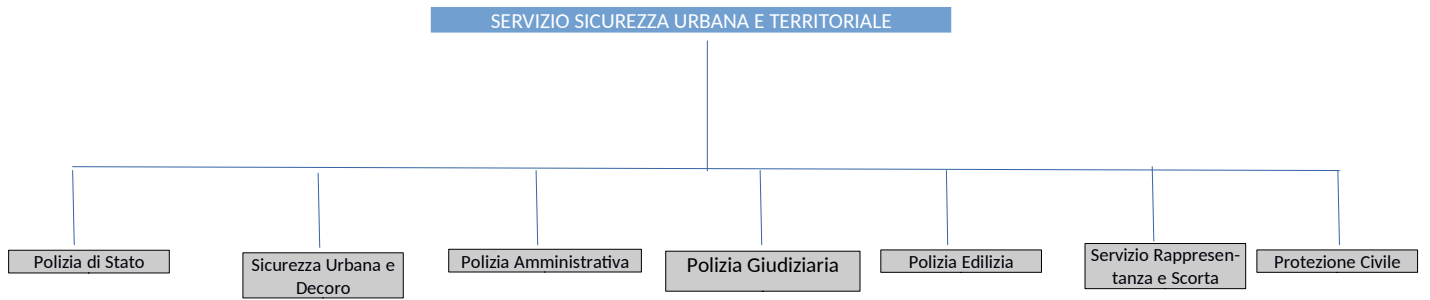 SERVIZIO SICUREZZA URBANA E TERRITORIALE
Polizia di Stato
Sicurezza Urbana e
Decoro
Polizia Amministrativa
Polizia Giudiziaria
Polizia Edilizia
Servizio Rappresen-
tanza e Scorta
Protezione Civile